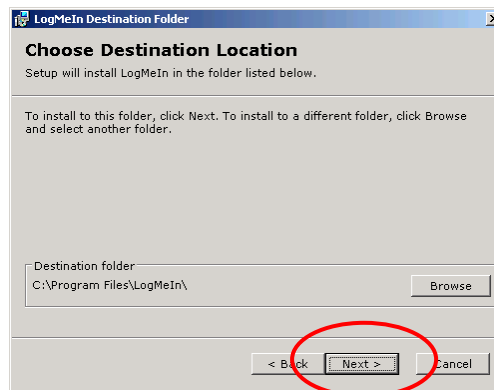 LogMeIn Destination Folder
Choose Destination Location
Setup will install LogMeIn in the folder listed below.
To install to this folder, click Next. To install to a different folder, click Browse
and select another folder.
Destination folder
C:\Program Files\LogMeIn\
Browse
< Back
Next >
Cancel